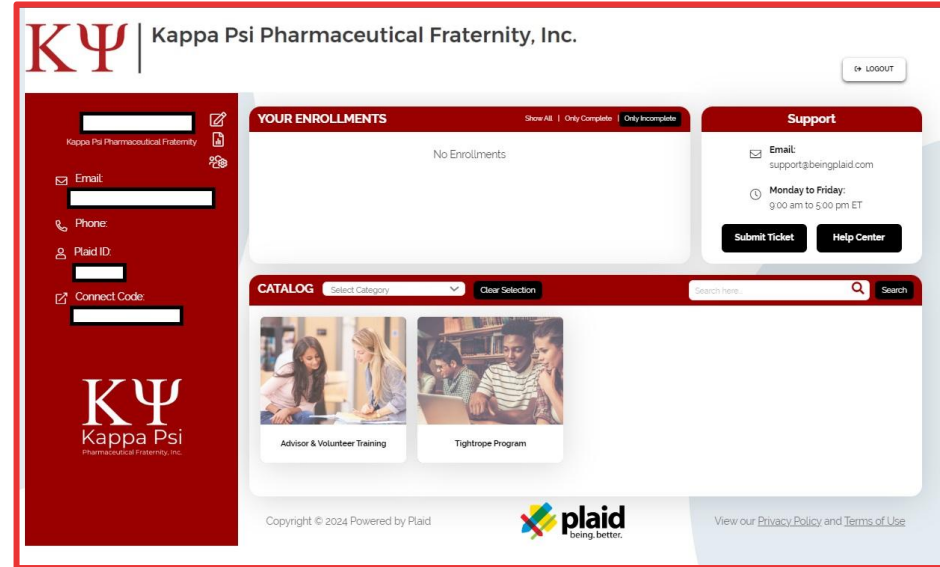 ΚΨ Kappa Psi Pharmaceutical Fraternity, Inc.
LOGOUT
Kappa Psi Pharmaceutical Fraternity
Email:
Phone:
Plaid ID:
Connect Code:
ΚΨ
Kappa Psi
Pharmaceutical Fraternity, Inc.
YOUR ENROLLMENTS Show All | Only Complete | Only Incomplete
No Enrollments
Support
Email:
support@beingplaid.com
Monday to Friday:
9:00 am to 5:00 pm ET
Submit Ticket Help Center
CATALOG Select Category Clear Selection Search here.. Search
Advisor & Volunteer Training Tightrope Program
Copyright © 2024 Powered by Plaid
plaid
being.better.
View our Privacy Policy and Terms of Use